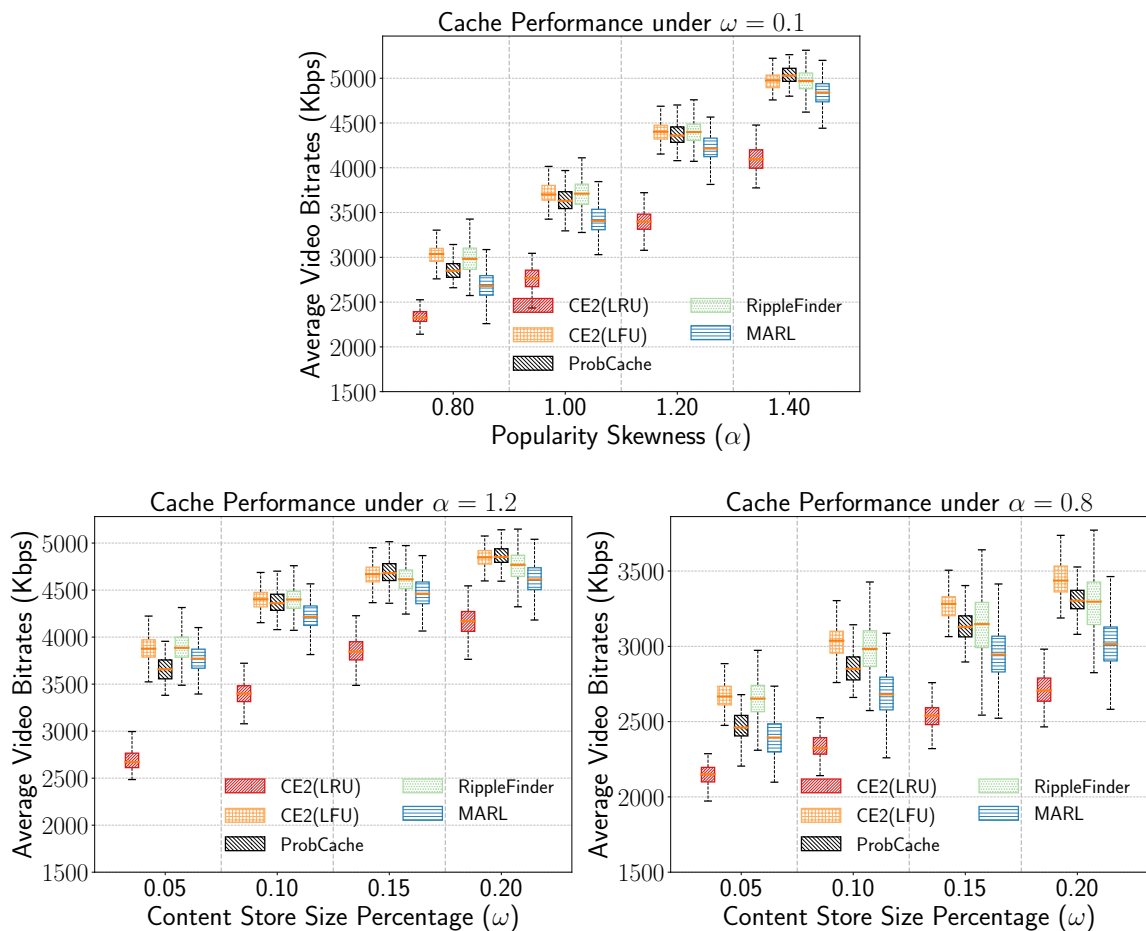 Cache Performance under ω = 0.1
Average Video Bitrates (Kbps)
5000
4500
4000
3500
3000
2500
2000
1500
CE2(LRU)
CE2(LFU)
ProbCache
RippleFinder
MARL
0.80 1.00 1.20 1.40
Popularity Skewness (α)
Cache Performance under α = 1.2
Average Video Bitrates (Kbps)
5000
4500
4000
3500
3000
2500
2000
1500
CE2(LRU)
CE2(LFU)
ProbCache
RippleFinder
MARL
0.05 0.10 0.15 0.20
Content Store Size Percentage (ω)
Cache Performance under α = 0.8
Average Video Bitrates (Kbps)
3500
3000
2500
2000
1500
CE2(LRU)
CE2(LFU)
ProbCache
RippleFinder
MARL
0.05 0.10 0.15 0.20
Content Store Size Percentage (ω)